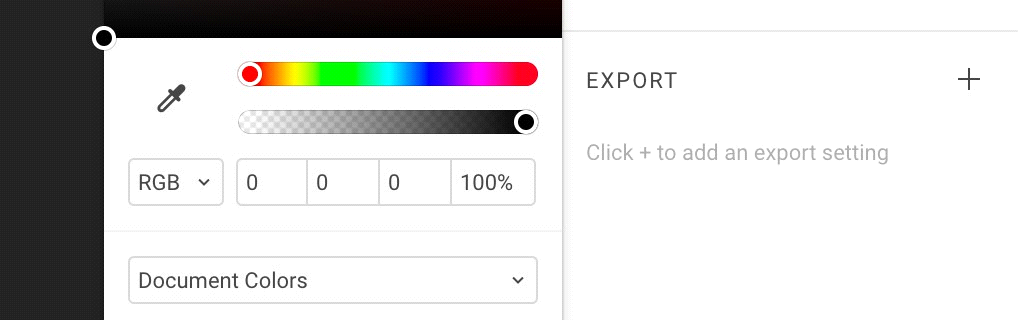 EXPORT
Click + to add an export setting
RGB 0 0 0 100%
Document Colors